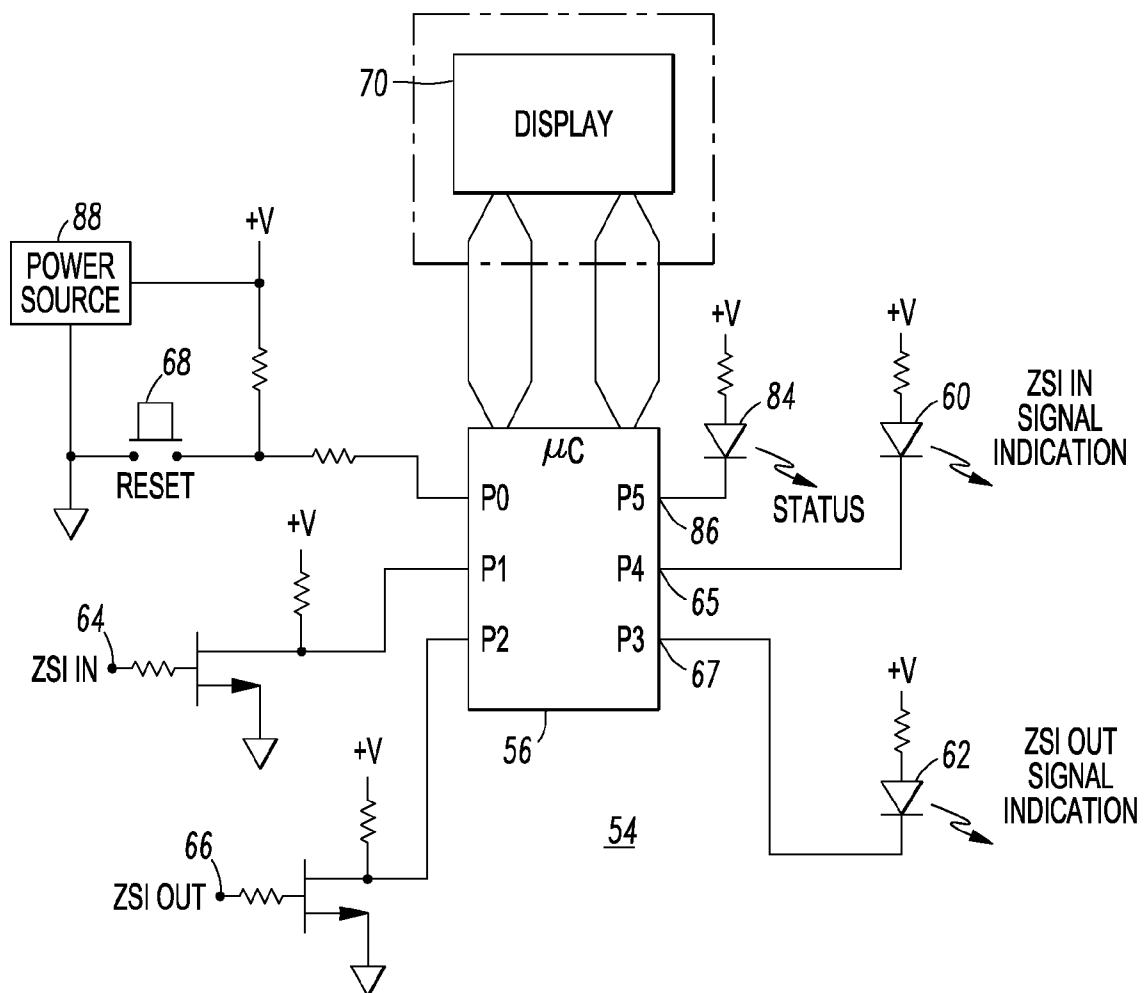 70
DISPLAY
88
POWER
SOURCE
+V
68
RESET
+V
84
STATUS
+V
60
ZSI IN
SIGNAL
INDICATION
μC
P0
P1
P2
P5
P4
P3
86
65
67
56
+V
64
ZSI IN
+V
66
ZSI OUT
54
+V
62
ZSI OUT
SIGNAL
INDICATION